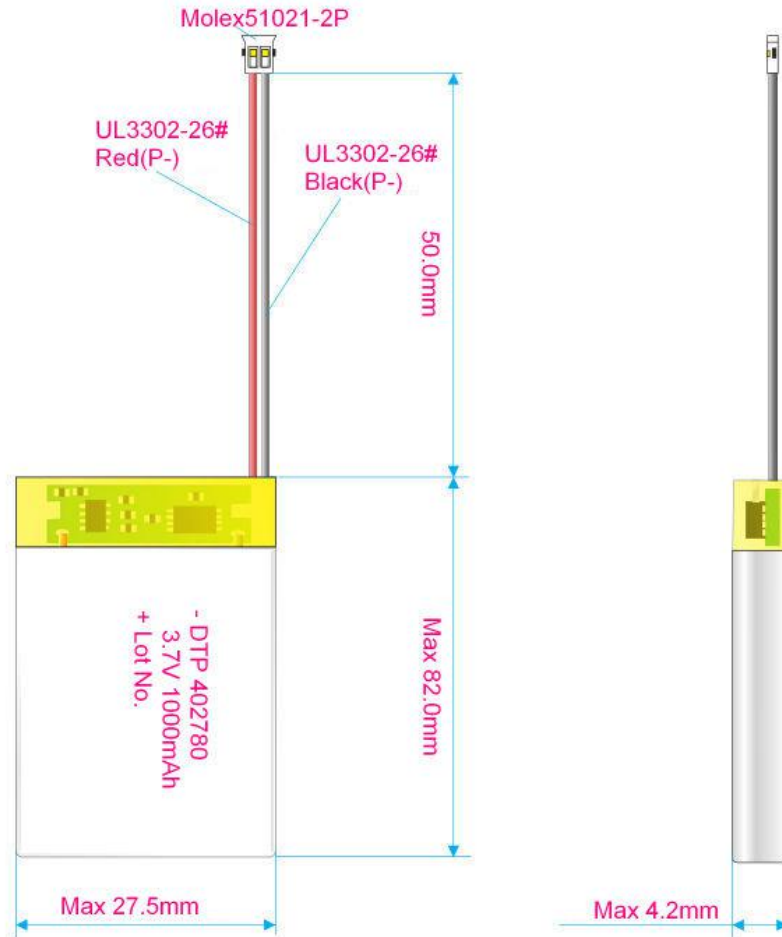 Molex51021-2P
UL3302-26#
Red(P-)
UL3302-26#
Black(P-)
50.0mm
- DTP 402780
3.7V 1000mAh
+ Lot No.
Max 82.0mm
Max 27.5mm
Max 4.2mm